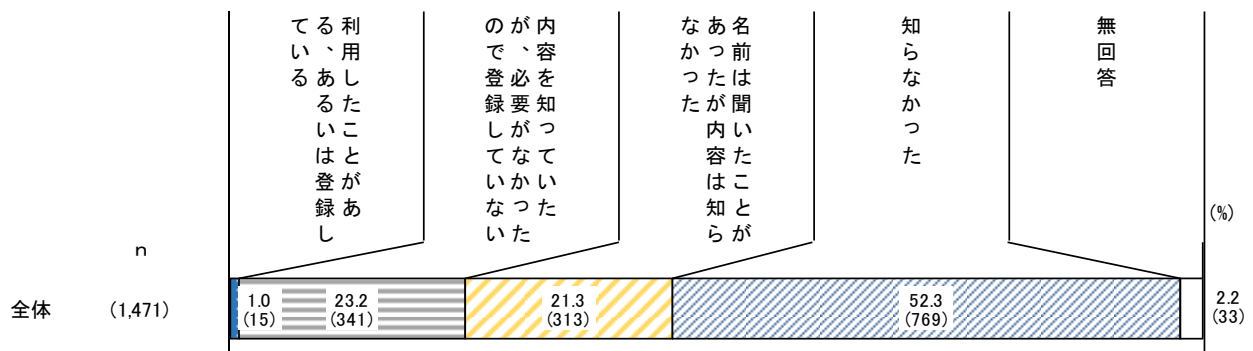 利用したことがあ
る、あるいは登録し
ている
内容を知っていた
が、必要がなかった
ので登録していない
名前は聞いたことが
あったが内容は知ら
なかった
知らなかった
無回答
(%)
n
全体 (1,471) 1.0 23.2 21.3 52.3 2.2
(15) (341) (313) (769) (33)